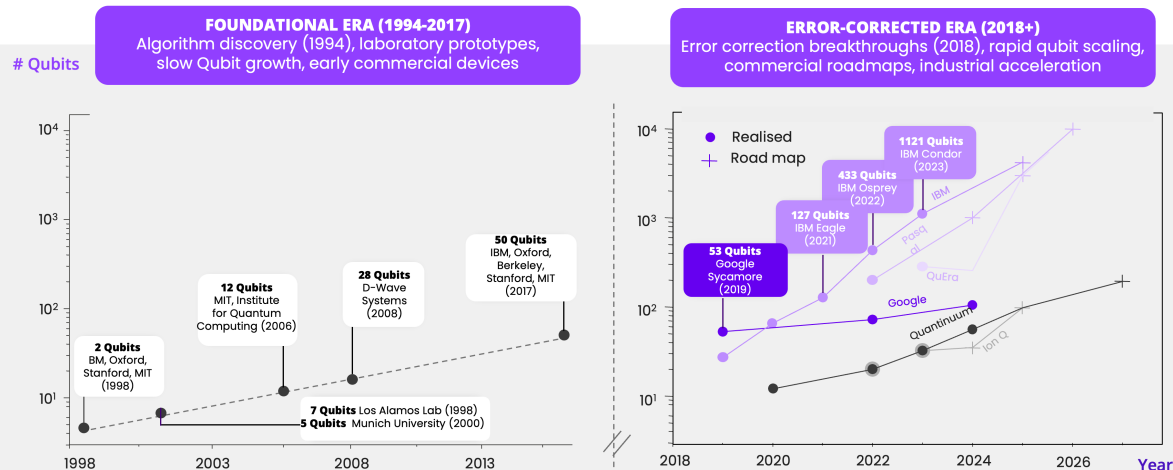 FOUNDATIONAL ERA (1994-2017)
Algorithm discovery (1994), laboratory prototypes,
slow Qubit growth, early commercial devices
# Qubits
10⁴
10³
10²
10¹
2 Qubits
BM, Oxford,
Stanford, MIT
(1998)
12 Qubits
MIT, Institute
for Quantum
Computing (2006)
28 Qubits
D-Wave
Systems
(2008)
50 Qubits
IBM, Oxford,
Berkeley,
Stanford, MIT
(2017)
7 Qubits Los Alamos Lab (1998)
5 Qubits Munich University (2000)
1998
2003
2008
2013
ERROR-CORRECTED ERA (2018+)
Error correction breakthroughs (2018), rapid qubit scaling,
commercial roadmaps, industrial acceleration
10⁴
10³
10²
10¹
Realised
Road map
1121 Qubits
IBM Condor
(2023)
433 Qubits
IBM Osprey
(2022)
127 Qubits
IBM Eagle
(2021)
53 Qubits
Google
Sycamore
(2019)
IBM
Pasq
al
QuEra
Google
Quantinuum
Ion Q
2018
2020
2022
2024
2026
Year